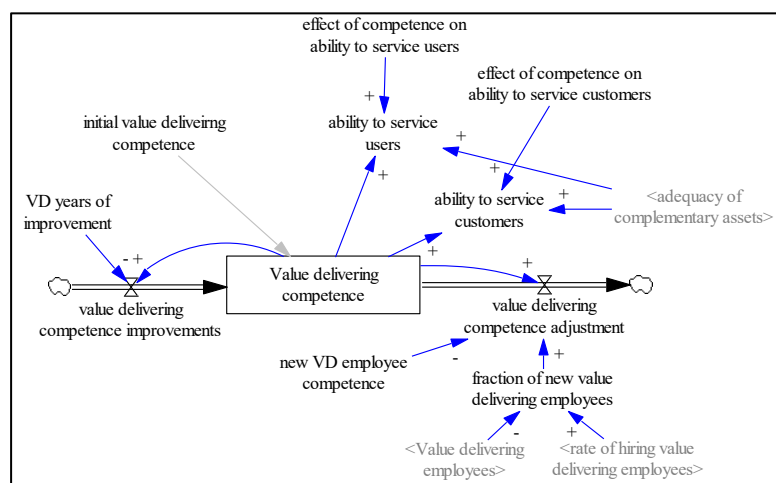 effect of competence on
ability to service users
effect of competence on
ability to service customers
initial value deliveirng
competence
+
ability to service
users
+
+
+
VD years of
improvement
ability to service
customers
+
<adequacy of
complementary assets>
- +
+
+
Value delivering
competence
value delivering
competence improvements
value delivering
competence adjustment
new VD employee
competence
-
+
fraction of new value
delivering employees
-
+
<Value delivering
employees>
<rate of hiring value
delivering employees>